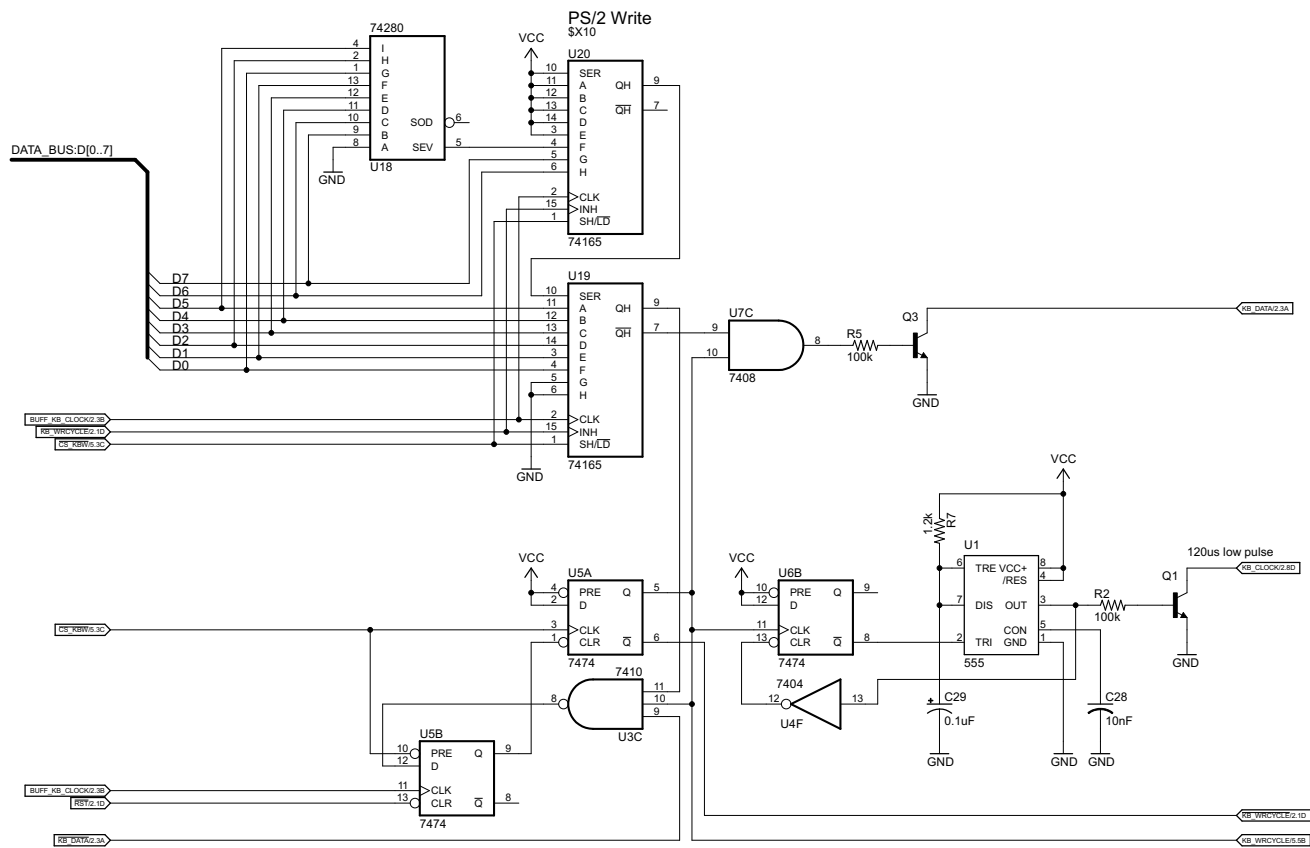 PS/2 Write
$X10
74280
VCC
U20
4 I
2 H
1 G
13 F
12 E
11 D
10 C
9 B
8 A
SOD 6
SEV 5
U18
GND
10 SER
11 A
12 B
13 C
14 D
3 E
4 F
5 G
6 H
2 CLK
15 INH
1 SH/LD
QH 9
QH 7
74165
DATA_BUS:D[0..7]
D7
D6
D5
D4
D3
D2
D1
D0
U19
10 SER
11 A
12 B
13 C
14 D
3 E
4 F
5 G
6 H
2 CLK
15 INH
1 SH/LD
QH 9
QH 7
74165
GND
BUFF_KB_CLOCK/2.3B
KB_WRCYCLE/2.1D
CS_KBW/5.3C
U7C
9
10
8
7408
R5
100k
Q3
GND
KB_DATA/2.3A
VCC
1.2k
R7
U1
6 TRE
7 DIS
2 TRI
VCC+ 8
/RES 4
OUT 3
CON 5
GND 1
555
R2
100k
Q1
120us low pulse
KB_CLOCK/2.8D
GND
VCC
U5A
4 PRE
2 D
3 CLK
1 CLR
Q 5
Q 6
7474
CS_KBW/5.3C
VCC
U6B
10 PRE
12 D
11 CLK
13 CLR
Q 9
Q 8
7474
7410
8
11
10
9
U3C
7404
12
13
U4F
C29
0.1uF
GND
C28
10nF
GND
GND
U5B
10 PRE
12 D
11 CLK
13 CLR
Q 9
Q 8
7474
BUFF_KB_CLOCK/2.3B
RST/2.1D
KB_DATA/2.3A
KB_WRCYCLE/2.1D
KB_WRCYCLE/5.5B